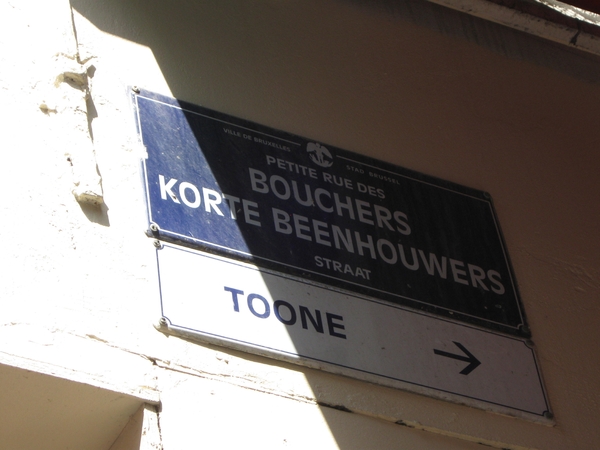 VILLE DE BRUXELLES STAD BRUSSEL
PETITE RUE DES
BOUCHERS
KORTE BEENHOUWERS
STRAAT
TOONE →